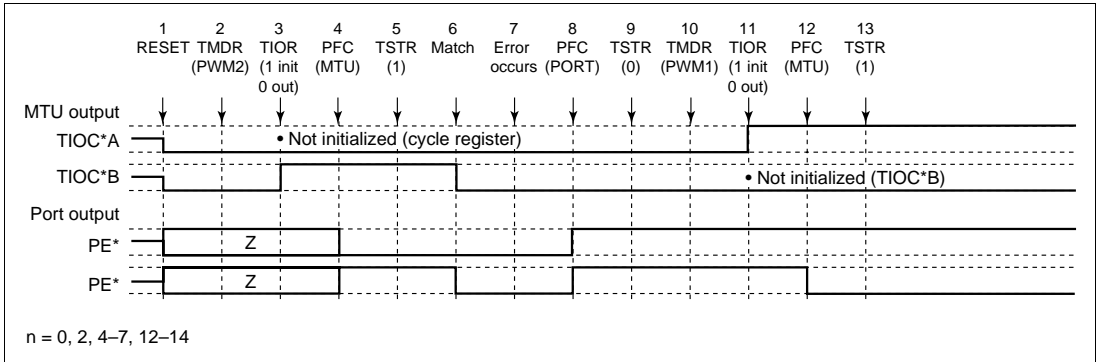 1 2 3 4 5 6 7 8 9 10 11 12 13
RESET TMDR TIOR PFC TSTR Match Error PFC TSTR TMDR TIOR PFC TSTR
(PWM2) (1 init (MTU) (1) occurs (PORT) (0) (PWM1) (1 init (MTU) (1)
0 out) 0 out)
MTU output
TIOC*A • Not initialized (cycle register)
TIOC*B • Not initialized (TIOC*B)
Port output
PE* Z
PE* Z
n = 0, 2, 4–7, 12–14